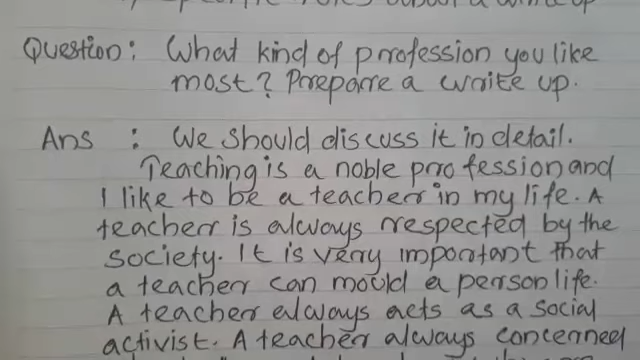 Question: What kind of profession you like
most? Prepare a write up.
Ans : We should discuss it in detail.
Teaching is a noble profession and
I like to be a teacher in my life. A
teacher is always respected by the
society. It is very important that
a teacher can mould a person life.
A teacher always acts as a social
activist. A teacher always concerned